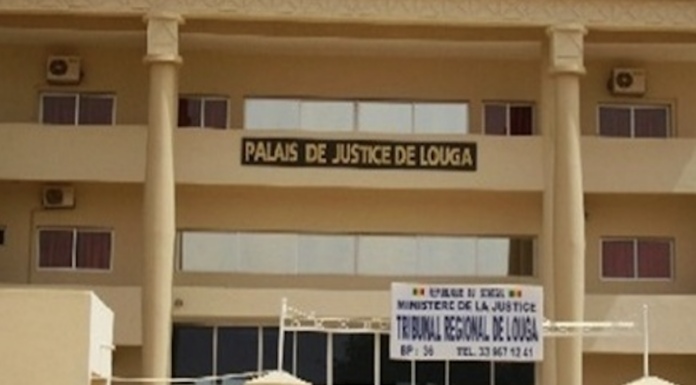 PALAIS DE JUSTICE DE LOUGA
REPUBLIQUE DU SENEGAL
MINISTERE DE LA JUSTICE
TRIBUNAL REGIONAL DE LOUGA
BP : 36 TEL. 33 967 12 41